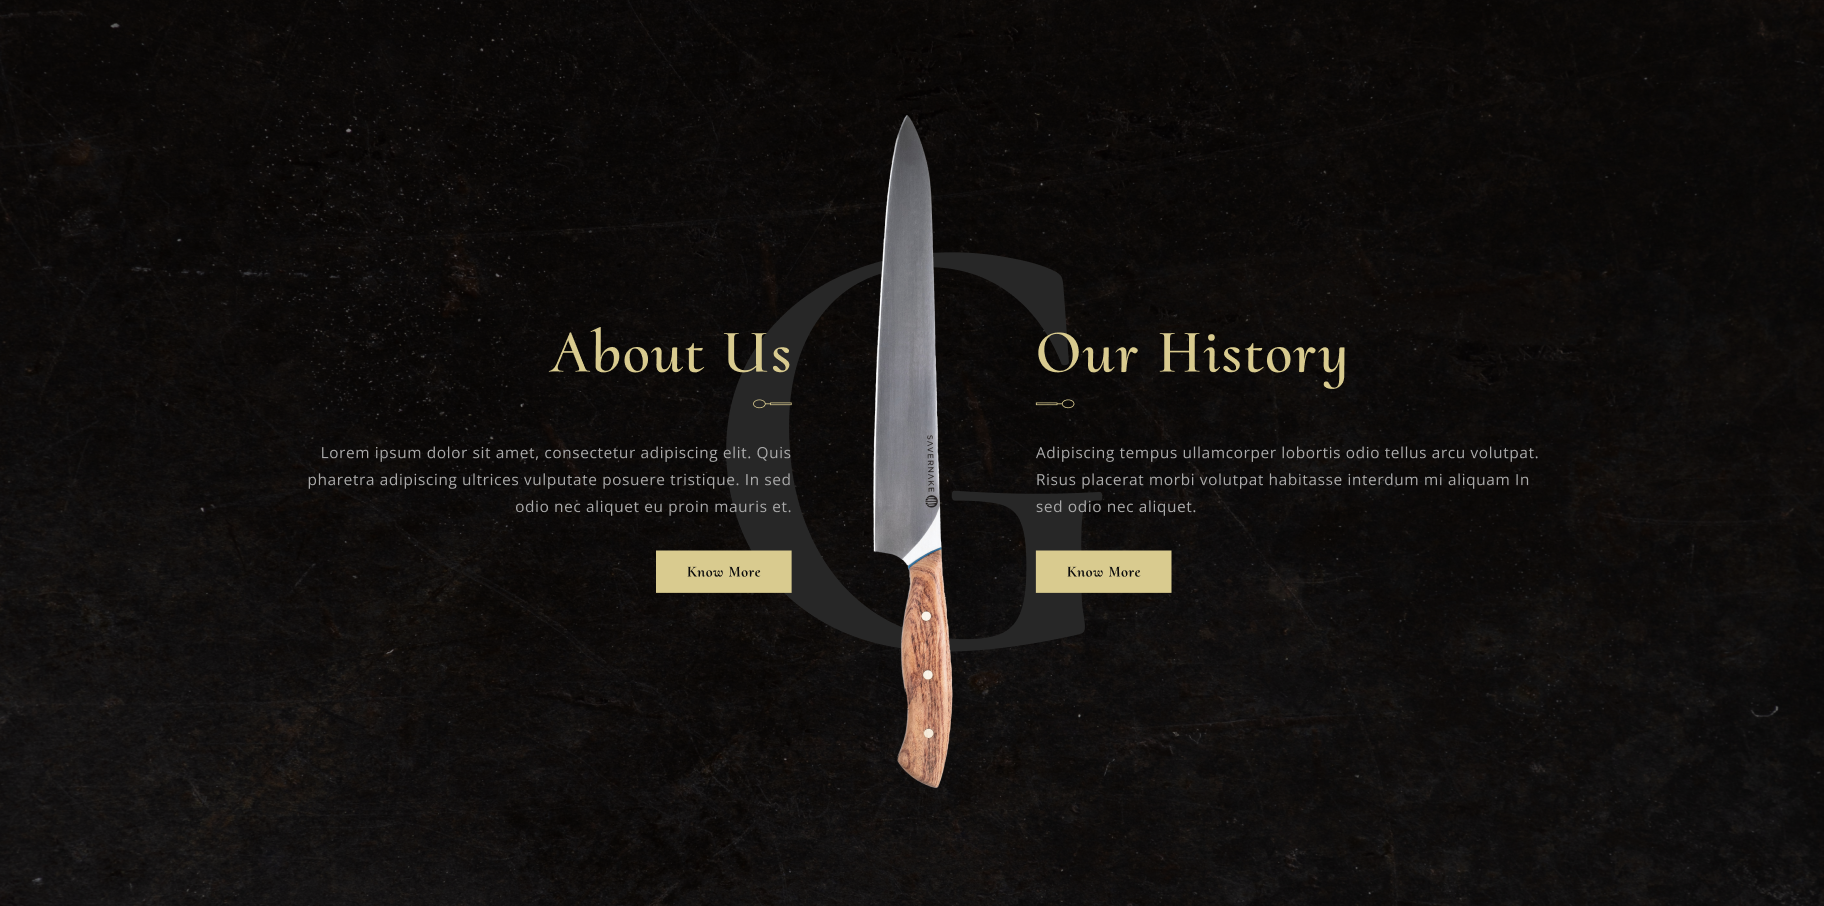 About Us
Lorem ipsum dolor sit amet, consectetur adipiscing elit. Quis
pharetra adipiscing ultrices vulputate posuere tristique. In sed
odio nec aliquet eu proin mauris et.
Know More
G
SAVERNAKE
Our History
Adipiscing tempus ullamcorper lobortis odio tellus arcu volutpat.
Risus placerat morbi volutpat habitasse interdum mi aliquam In
sed odio nec aliquet.
Know More